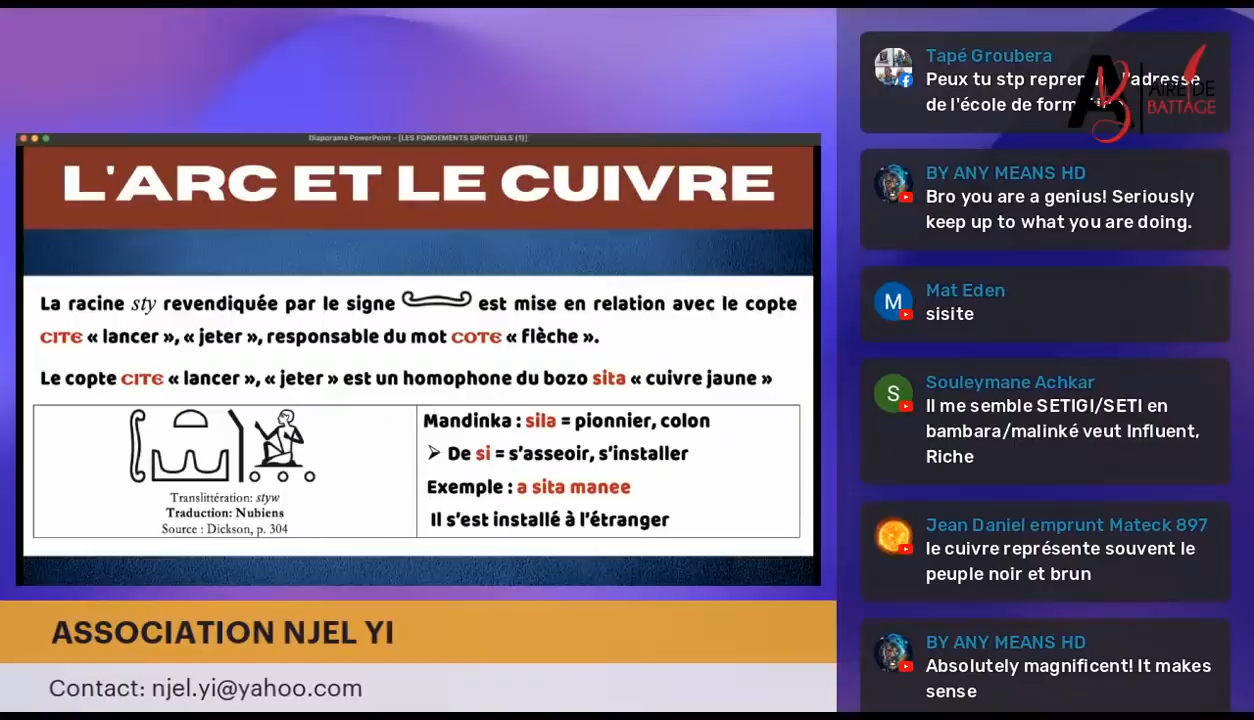 Diaporama PowerPoint - [LES FONDEMENTS SPIRITUELS (1)]
L'ARC ET LE CUIVRE
La racine sty revendiquée par le signe est mise en relation avec le copte
ⲤⲒⲦⲈ « lancer », « jeter », responsable du mot ⲤⲞⲦⲈ « flèche ».
Le copte ⲤⲒⲦⲈ « lancer », « jeter » est un homophone du bozo sita « cuivre jaune »
Translittération: styw
Traduction: Nubiens
Source : Dickson, p. 304
Mandinka : sila = pionnier, colon
➢ De si = s'asseoir, s'installer
Exemple : a sita manee
Il s'est installé à l'étranger
ASSOCIATION NJEL YI
Contact: njel.yi@yahoo.com
Tapé Groubera
Peux tu stp l'adresse
de l'école de
AIRE DE
BATTAGE
BY ANY MEANS HD
Bro you are a genius! Seriously
keep up to what you are doing.
M
Mat Eden
sisite
S
Souleymane Achkar
Il me semble SETIGI/SETI en
bambara/malinké veut Influent,
Riche
Jean Daniel emprunt Mateck 897
le cuivre représente souvent le
peuple noir et brun
BY ANY MEANS HD
Absolutely magnificent! It makes
sense